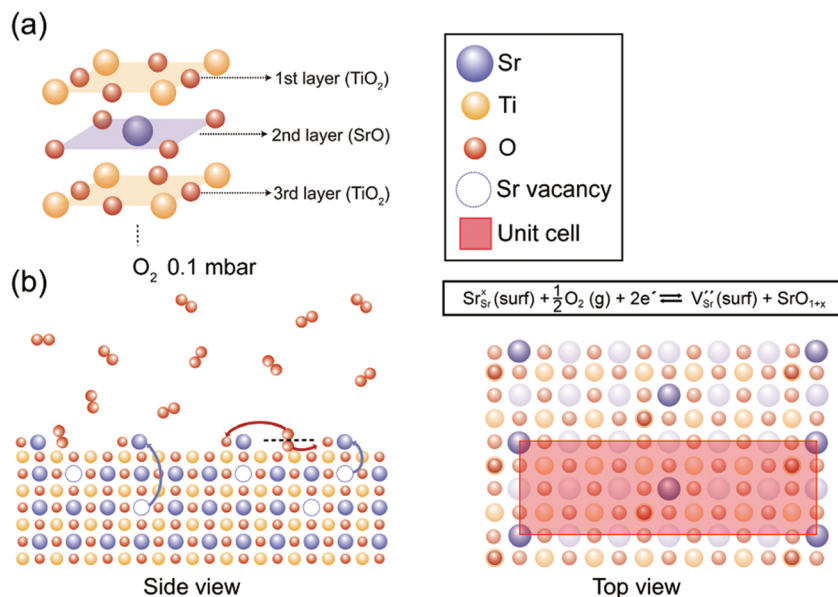 (a)
1st layer (TiO₂)
2nd layer (SrO)
3rd layer (TiO₂)
Sr
Ti
O
Sr vacancy
Unit cell
(b)
O₂ 0.1 mbar
Sr$_{Sr}^{x}$(surf) + ½O₂ (g) + 2e´ ⇌ V$_{Sr}^{´´}$(surf) + SrO₁₊ₓ
Side view
Top view